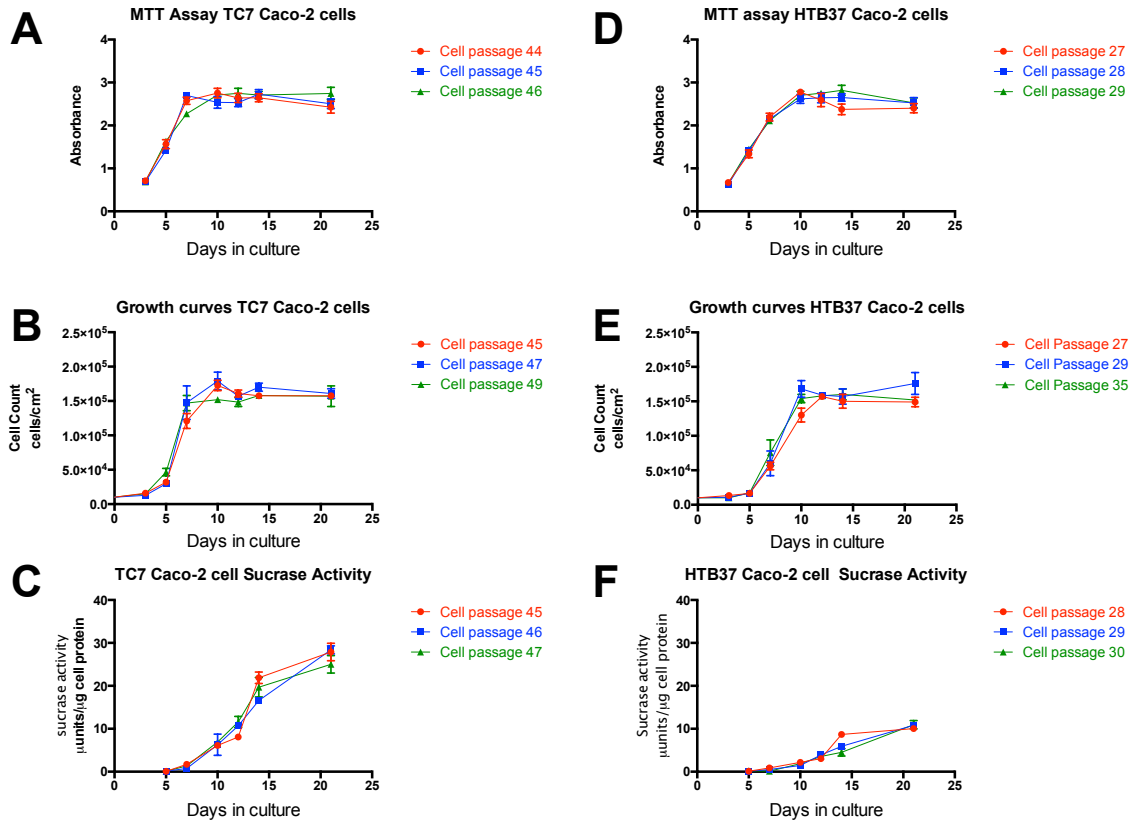 A
MTT Assay TC7 Caco-2 cells
4
3
2
1
0
Absorbance
0 5 10 15 20 25
Days in culture
Cell passage 44
Cell passage 45
Cell passage 46
D
MTT assay HTB37 Caco-2 cells
4
3
2
1
0
Absorbance
0 5 10 15 20 25
Days in culture
Cell passage 27
Cell passage 28
Cell passage 29
B
Growth curves TC7 Caco-2 cells
2.5×10⁵
2.0×10⁵
1.5×10⁵
1.0×10⁵
5.0×10⁴
0.0
Cell Count
cells/cm²
0 5 10 15 20 25
Days in culture
Cell passage 45
Cell passage 47
Cell passage 49
E
Growth curves HTB37 Caco-2 cells
2.5×10⁵
2.0×10⁵
1.5×10⁵
1.0×10⁵
5.0×10⁴
0.0
Cell Count
cells/cm²
0 5 10 15 20 25
Days in culture
Cell Passage 27
Cell Passage 29
Cell Passage 35
C
TC7 Caco-2 cell Sucrase Activity
40
30
20
10
0
sucrase activity
µunits/µg cell protein
0 5 10 15 20 25
Days in culture
Cell passage 45
Cell passage 46
Cell passage 47
F
HTB37 Caco-2 cell Sucrase Activity
40
30
20
10
0
Sucrase activity
µunits/µg cell protein
0 5 10 15 20 25
Days in culture
Cell passage 28
Cell passage 29
Cell passage 30